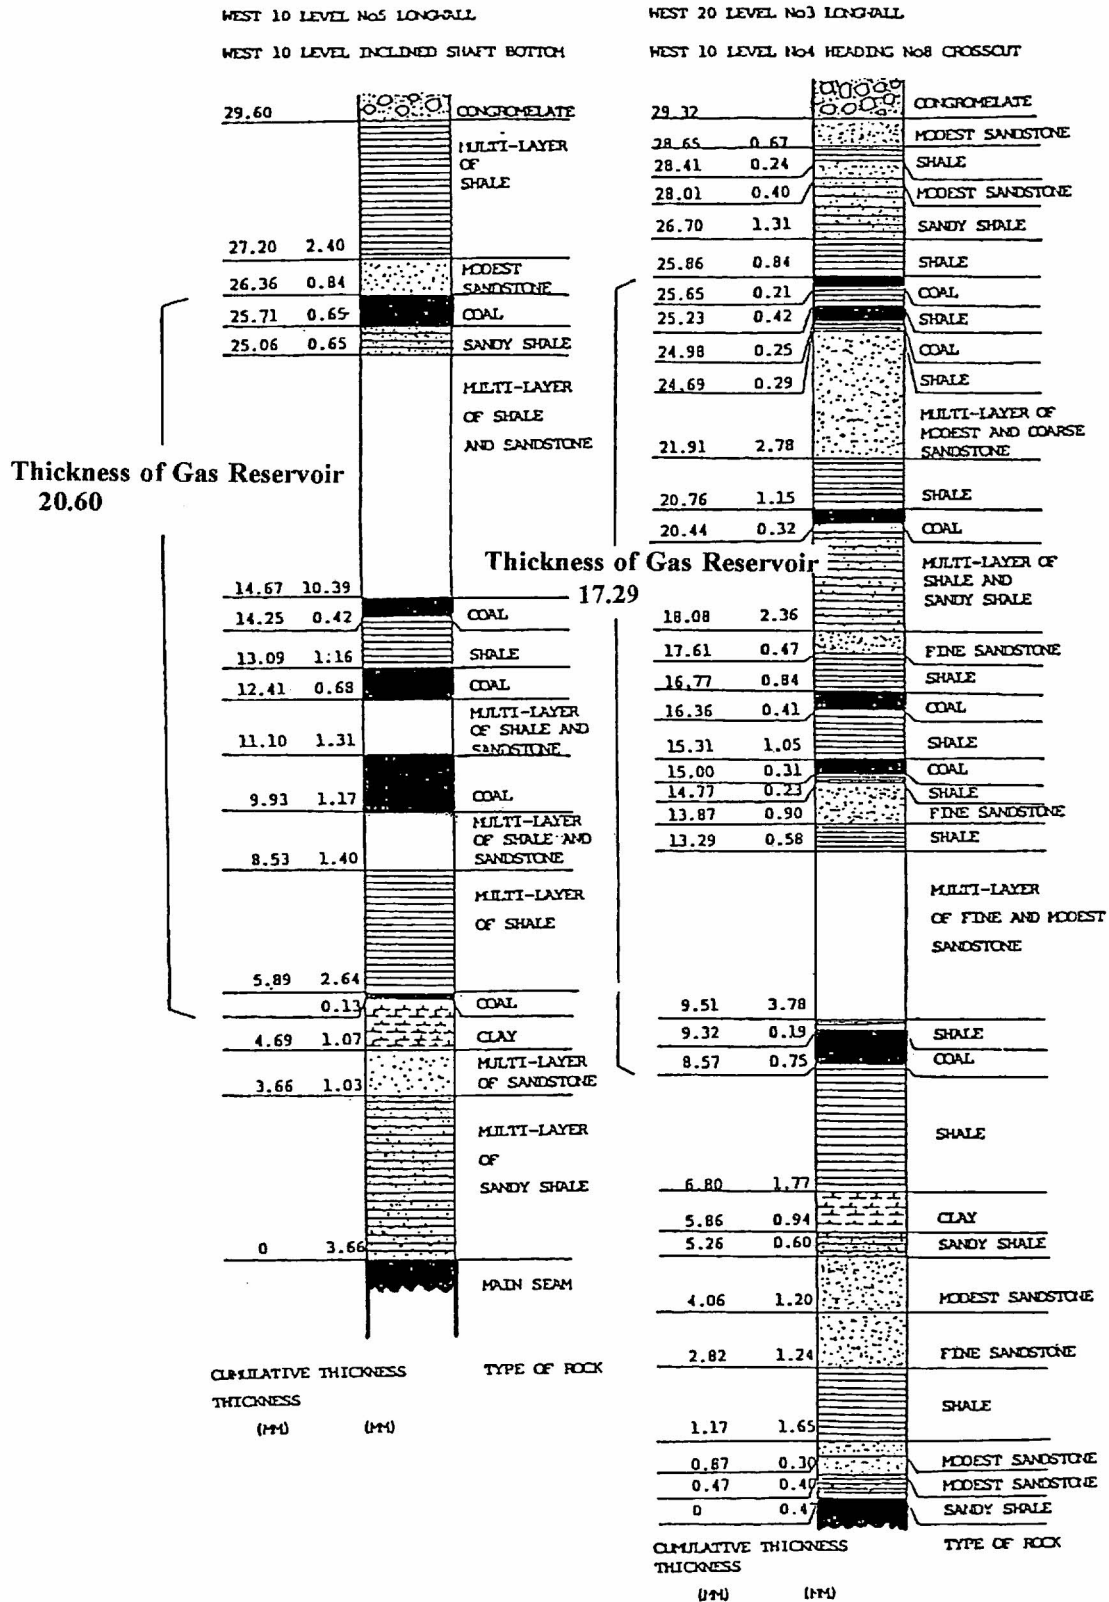 WEST 10 LEVEL No5 LONGHALL
WEST 10 LEVEL INCLINED SHAFT BOTTOM
29.60 CONGROMELATE
MULTI-LAYER
OF
SHALE
27.20 2.40
MODEST
26.36 0.84 SANDSTONE
25.71 0.65 COAL
25.06 0.65 SANDY SHALE
MULTI-LAYER
OF SHALE
AND SANDSTONE
Thickness of Gas Reservoir
20.60
14.67 10.39
14.25 0.42 COAL
13.09 1.16 SHALE
12.41 0.68 COAL
MULTI-LAYER
OF SHALE AND
11.10 1.31 SANDSTONE
9.93 1.17 COAL
MULTI-LAYER
OF SHALE AND
8.53 1.40 SANDSTONE
MULTI-LAYER
OF SHALE
5.89 2.64
0.13 COAL
4.69 1.07 CLAY
MULTI-LAYER
3.66 1.03 OF SANDSTONE
MULTI-LAYER
OF
SANDY SHALE
0 3.66
MAIN SEAM
CUMULATIVE THICKNESS TYPE OF ROCK
THICKNESS
(MM) (MM)
WEST 20 LEVEL No3 LONGHALL
WEST 10 LEVEL No4 HEADING No8 CROSSCUT
29.32 CONGROMELATE
28.65 0.67 MODEST SANDSTONE
28.41 0.24 SHALE
28.01 0.40 MODEST SANDSTONE
26.70 1.31 SANDY SHALE
25.86 0.84 SHALE
25.65 0.21 COAL
25.23 0.42 SHALE
24.98 0.25 COAL
24.69 0.29 SHALE
MULTI-LAYER OF
MODEST AND COARSE
21.91 2.78 SANDSTONE
20.76 1.15 SHALE
20.44 0.32 COAL
Thickness of Gas Reservoir
17.29
MULTI-LAYER OF
SHALE AND
SANDY SHALE
18.08 2.36
17.61 0.47 FINE SANDSTONE
16.77 0.84 SHALE
16.36 0.41 COAL
15.31 1.05 SHALE
15.00 0.31 COAL
14.77 0.23 SHALE
13.87 0.90 FINE SANDSTONE
13.29 0.58 SHALE
MULTI-LAYER
OF FINE AND MODEST
SANDSTONE
9.51 3.78
9.32 0.19 SHALE
8.57 0.75 COAL
SHALE
6.80 1.77
5.86 0.94 CLAY
5.26 0.60 SANDY SHALE
4.06 1.20 MODEST SANDSTONE
2.82 1.24 FINE SANDSTONE
SHALE
1.17 1.65
0.87 0.30 MODEST SANDSTONE
0.47 0.40 MODEST SANDSTONE
0 0.47 SANDY SHALE
CUMULATIVE THICKNESS TYPE OF ROCK
THICKNESS
(MM) (MM)